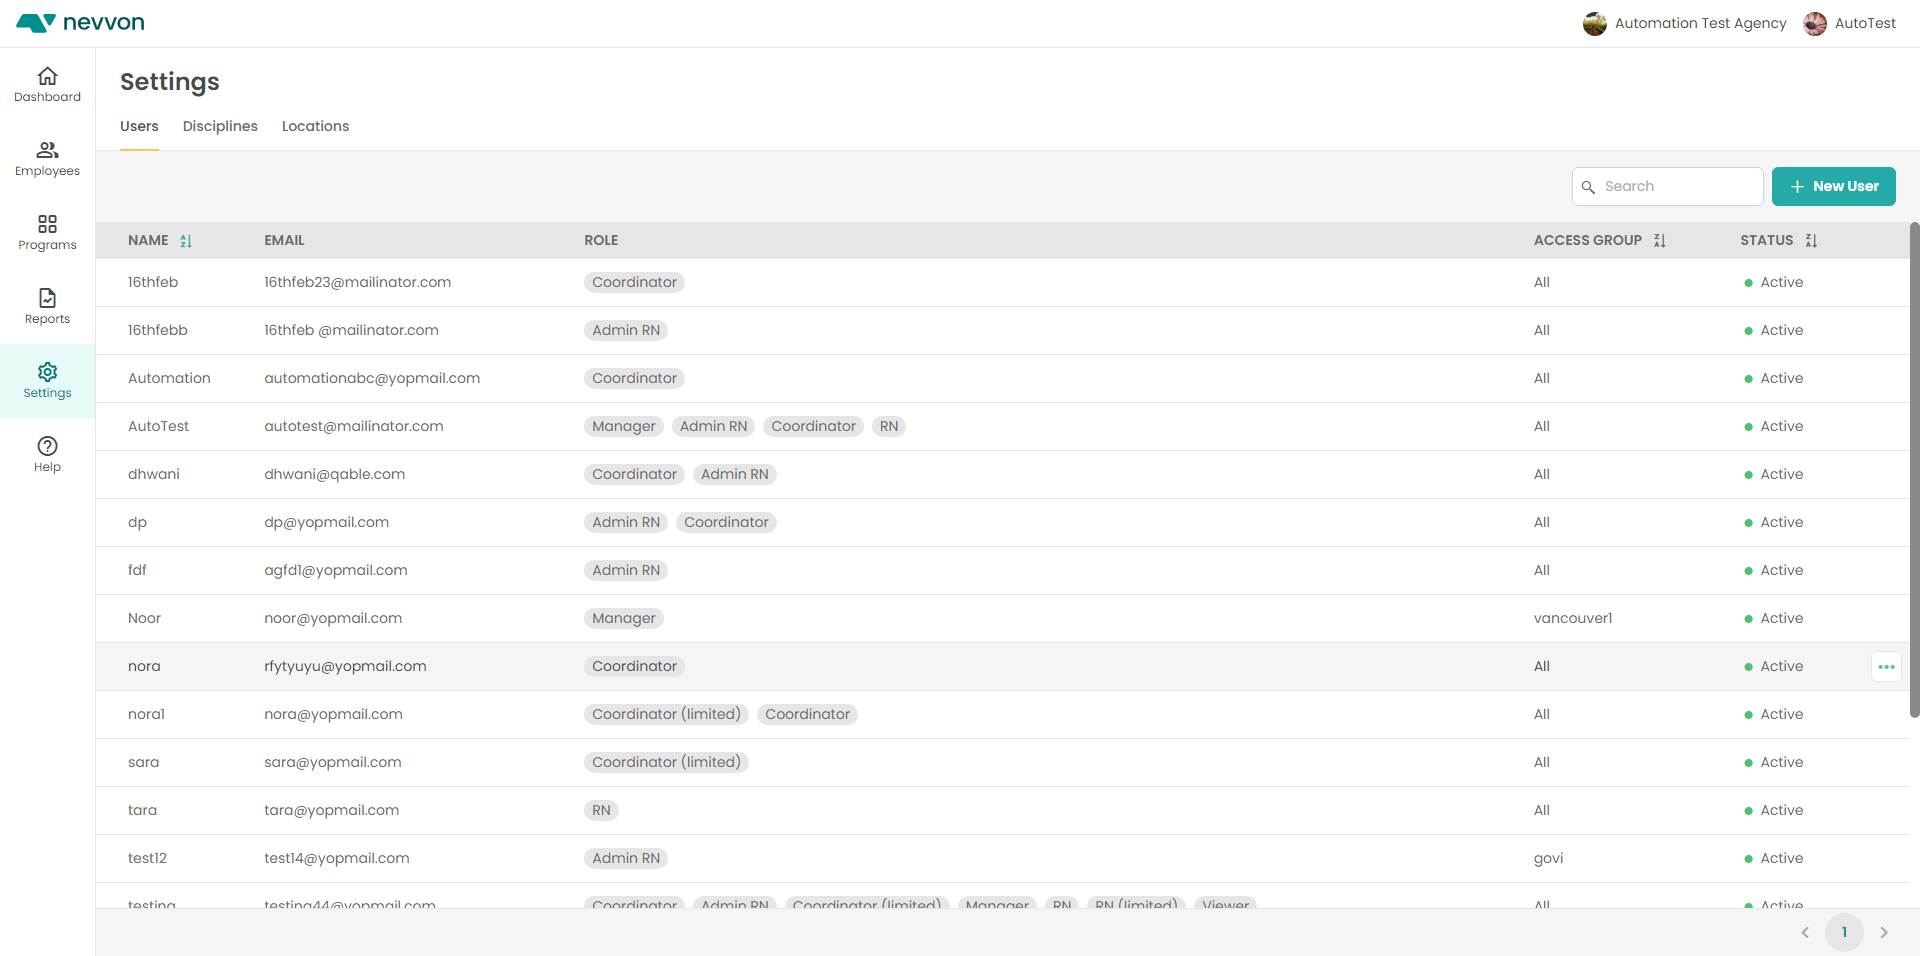 nevvon
Automation Test Agency AutoTest
Dashboard
Employees
Programs
Reports
Settings
Help
Settings
Users Disciplines Locations
Search + New User
NAME EMAIL ROLE ACCESS GROUP STATUS
16thfeb 16thfeb23@mailinator.com Coordinator All Active
16thfebb 16thfeb @mailinator.com Admin RN All Active
Automation automationabc@yopmail.com Coordinator All Active
AutoTest autotest@mailinator.com Manager Admin RN Coordinator RN All Active
dhwani dhwani@qable.com Coordinator Admin RN All Active
dp dp@yopmail.com Admin RN Coordinator All Active
fdf agfd1@yopmail.com Admin RN All Active
Noor noor@yopmail.com Manager vancouver1 Active
nora rfytyuyu@yopmail.com Coordinator All Active
nora1 nora@yopmail.com Coordinator (limited) Coordinator All Active
sara sara@yopmail.com Coordinator (limited) All Active
tara tara@yopmail.com RN All Active
test12 test14@yopmail.com Admin RN govi Active
testing testing44@yopmail.com Coordinator Admin RN Coordinator (limited) Manager RN RN (limited) Viewer All Active
1